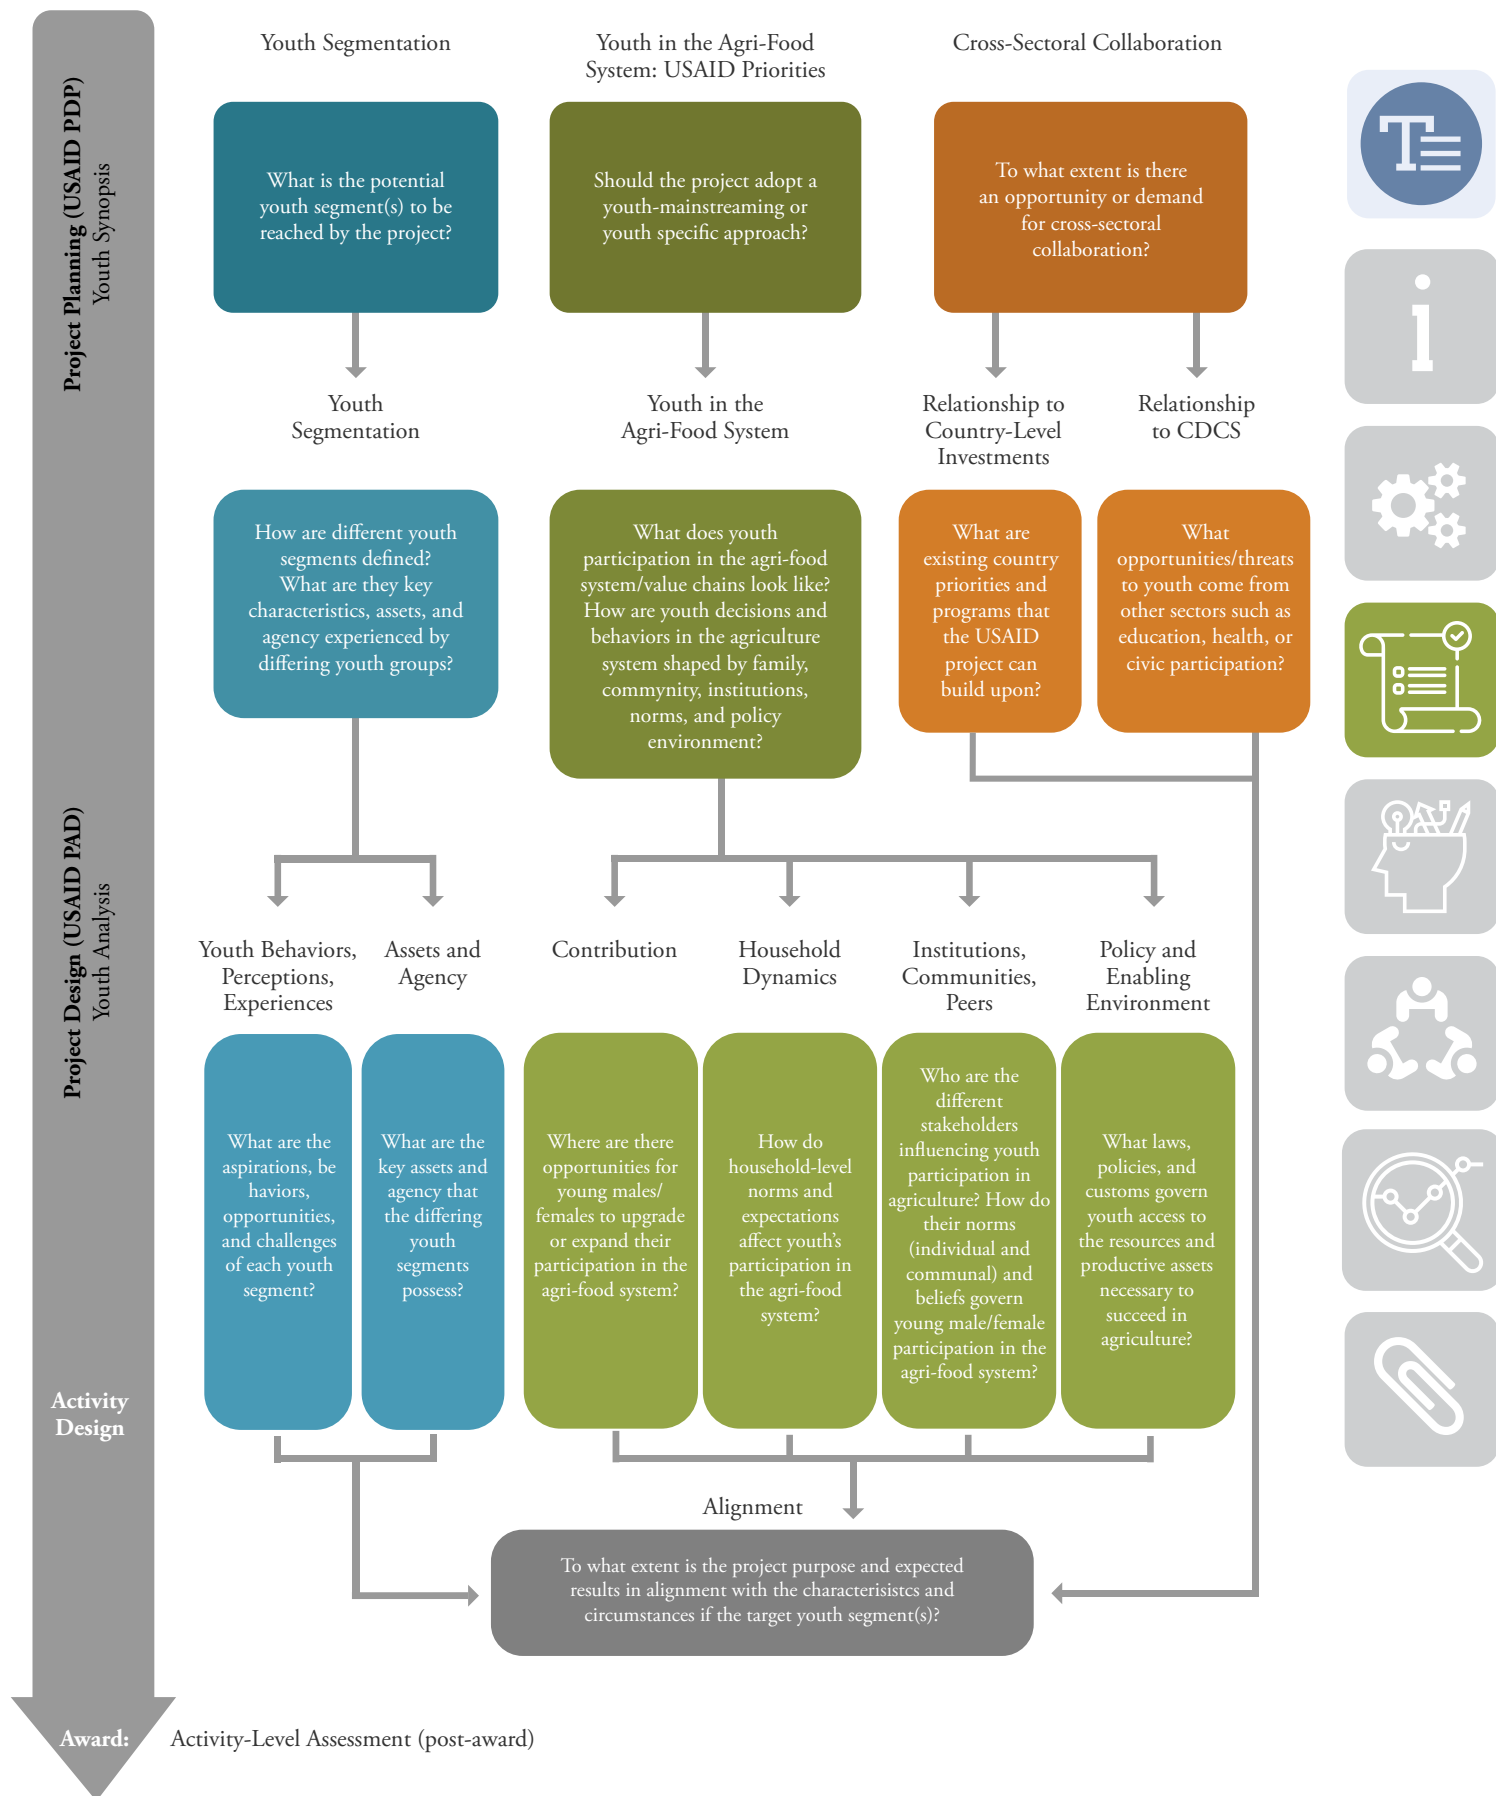 Project Planning (USAID PDP)
Youth Synopsis
Youth Segmentation
What is the potential
youth segment(s) to be
reached by the project?
Youth in the Agri-Food
System: USAID Priorities
Should the project adopt a
youth-mainstreaming or
youth specific approach?
Cross-Sectoral Collaboration
To what extent is there
an opportunity or demand
for cross-sectoral
collaboration?
Project Design (USAID PAD)
Youth Analysis
Youth
Segmentation
How are different youth
segments defined?
What are they key
characteristics, assets, and
agency experienced by
differing youth groups?
Youth in the
Agri-Food System
What does youth
participation in the agri-food
system/value chains look like?
How are youth decisions and
behaviors in the agriculture
system shaped by family,
commynity, institutions,
norms, and policy
environment?
Relationship to
Country-Level
Investments
What are
existing country
priorities and
programs that
the USAID
project can
build upon?
Relationship
to CDCS
What
opportunities/threats
to youth come from
other sectors such as
education, health, or
civic participation?
Youth Behaviors,
Perceptions,
Experiences
What are the
aspirations, be
haviors,
opportunities,
and challenges
of each youth
segment?
Assets and
Agency
What are the
key assets and
agency that
the differing
youth
segments
possess?
Contribution
Where are there
opportunities for
young males/
females to upgrade
or expand their
participation in the
agri-food system?
Household
Dynamics
How do
household-level
norms and
expectations
affect youth's
participation in
the agri-food
system?
Institutions,
Communities,
Peers
Who are the
different
stakeholders
influencing youth
participation in
agriculture? How do
their norms
(individual and
communal) and
beliefs govern
young male/female
participation in the
agri-food system?
Policy and
Enabling
Environment
What laws,
policies, and
customs govern
youth access to
the resources and
productive assets
necessary to
succeed in
agriculture?
Activity
Design
Alignment
To what extent is the project purpose and expected
results in alignment with the characterisistcs and
circumstances if the target youth segment(s)?
Award:
Activity-Level Assessment (post-award)